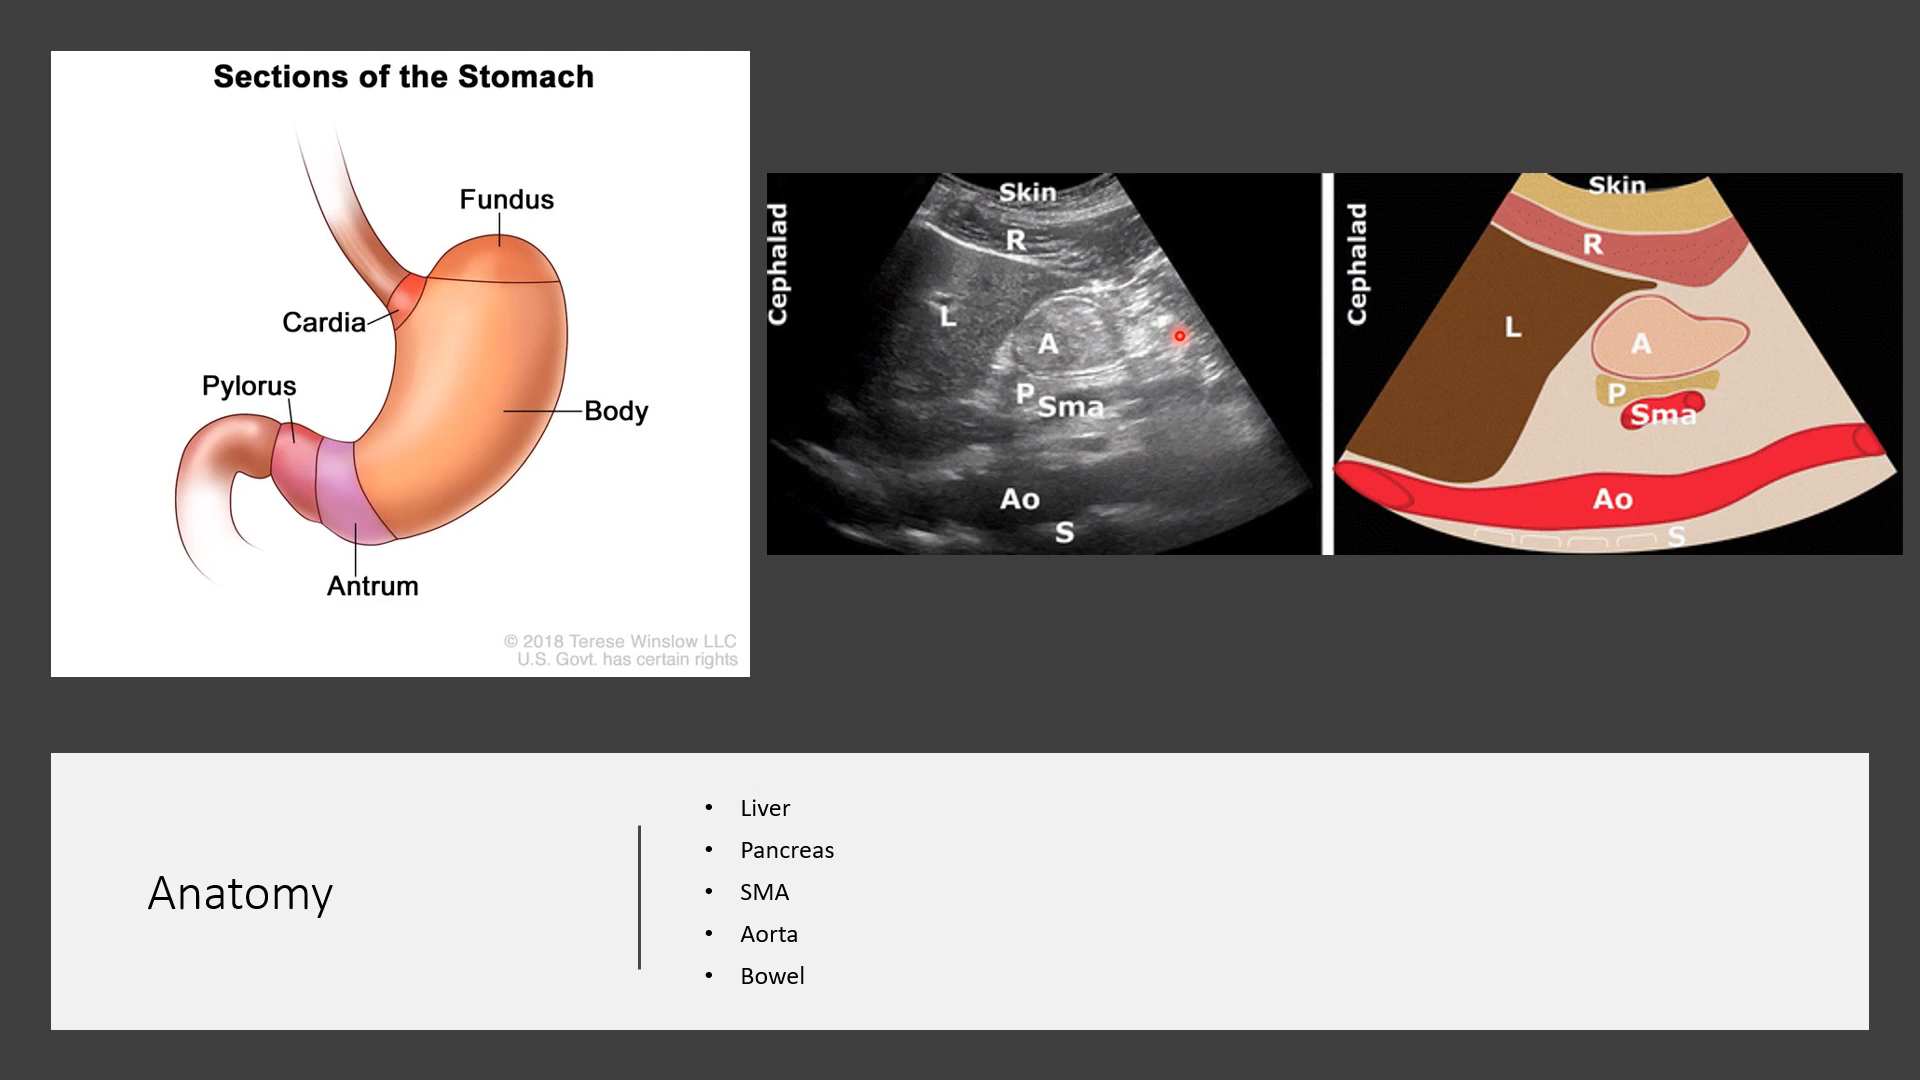 Sections of the Stomach
Fundus
Cardia
Pylorus
Body
Antrum
© 2018 Terese Winslow LLC
U.S. Govt. has certain rights
Cephalad
Skin
R
L
A
P
Sma
Ao
S
Cephalad
Skin
R
L
A
P
Sma
Ao
S
Anatomy
• Liver
• Pancreas
• SMA
• Aorta
• Bowel